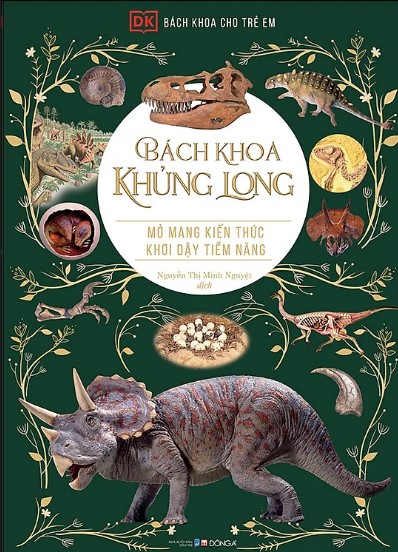 DK BÁCH KHOA CHO TRẺ EM
BÁCH KHOA
KHỦNG LONG
MỞ MANG KIẾN THỨC
KHƠI DẬY TIỀM NĂNG
Nguyễn Thị Minh Nguyệt
dịch
ĐÔNG A